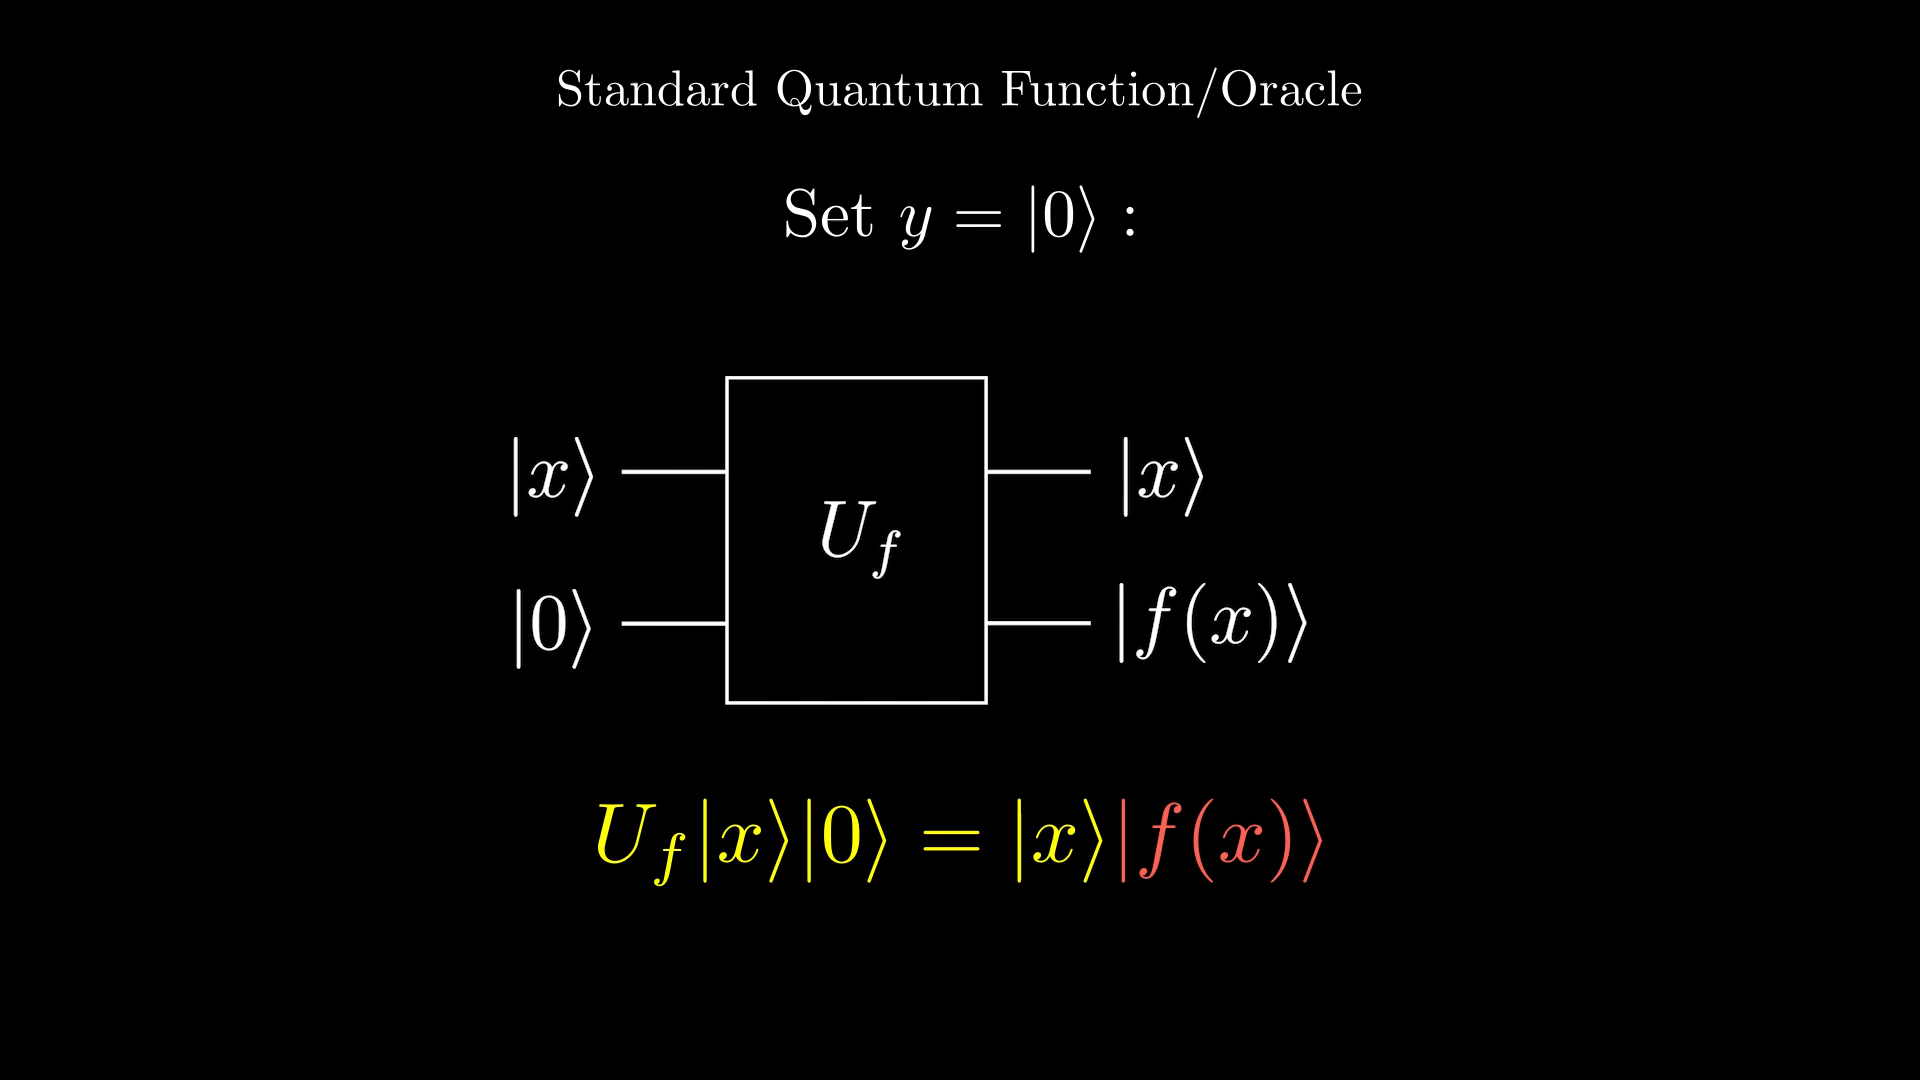 Standard Quantum Function/Oracle
Set y = |0⟩ :
|x⟩ |x⟩
U_f
|0⟩ |f(x)⟩
U_f|x⟩|0⟩ = |x⟩|f(x)⟩